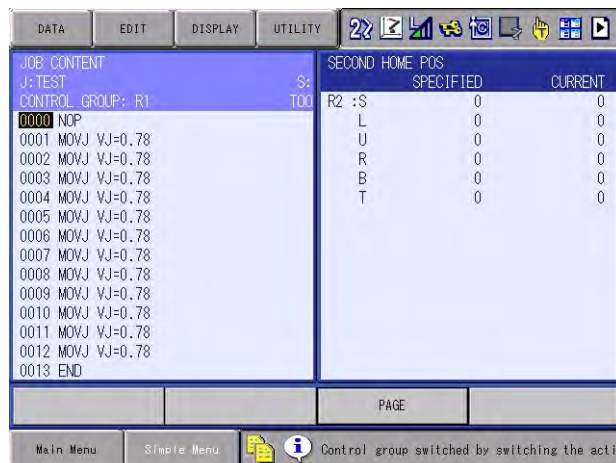 DATA EDIT DISPLAY UTILITY
JOB CONTENT
J:TEST S:
CONTROL GROUP: R1 TOO
0000 NOP
0001 MOVJ VJ=0.78
0002 MOVJ VJ=0.78
0003 MOVJ VJ=0.78
0004 MOVJ VJ=0.78
0005 MOVJ VJ=0.78
0006 MOVJ VJ=0.78
0007 MOVJ VJ=0.78
0008 MOVJ VJ=0.78
0009 MOVJ VJ=0.78
0010 MOVJ VJ=0.78
0011 MOVJ VJ=0.78
0012 MOVJ VJ=0.78
0013 END
SECOND HOME POS
SPECIFIED CURRENT
R2 :S 0 0
L 0 0
U 0 0
R 0 0
B 0 0
T 0 0
PAGE
Main Menu Simple Menu Control group switched by switching the acti